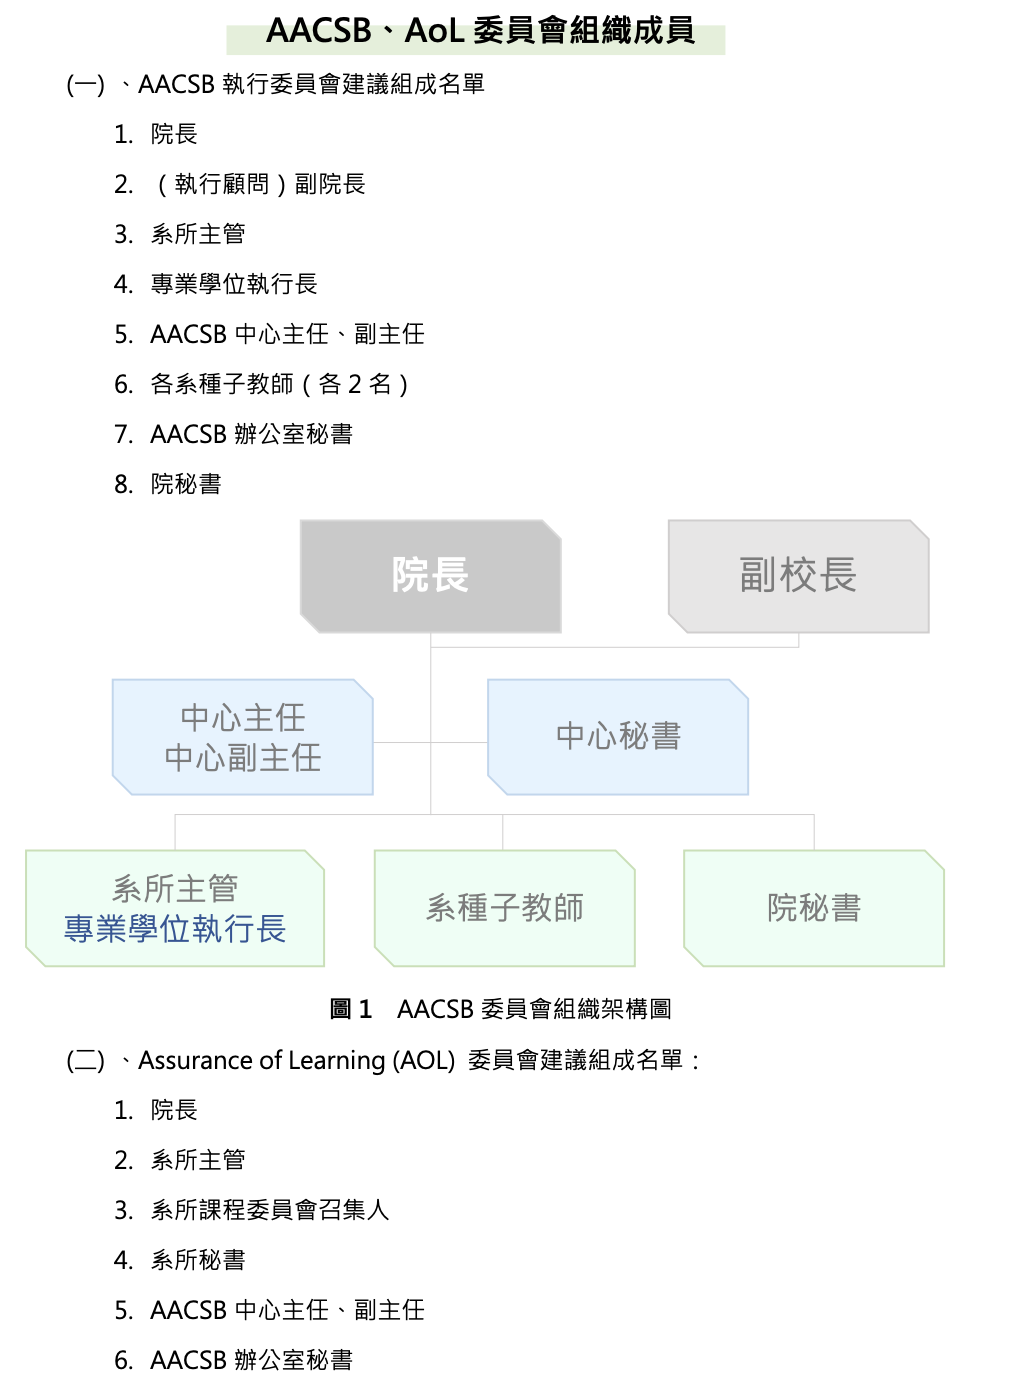 AACSB、AoL 委員會組織成員
(一) 、AACSB 執行委員會建議組成名單
1. 院長
2. （執行顧問）副院長
3. 系所主管
4. 專業學位執行長
5. AACSB 中心主任、副主任
6. 各系種子教師（各 2 名）
7. AACSB 辦公室秘書
8. 院秘書
院長
副校長
中心主任
中心副主任
中心秘書
系所主管
專業學位執行長
系種子教師
院秘書
圖 1 AACSB 委員會組織架構圖
(二) 、Assurance of Learning (AOL) 委員會建議組成名單：
1. 院長
2. 系所主管
3. 系所課程委員會召集人
4. 系所秘書
5. AACSB 中心主任、副主任
6. AACSB 辦公室秘書